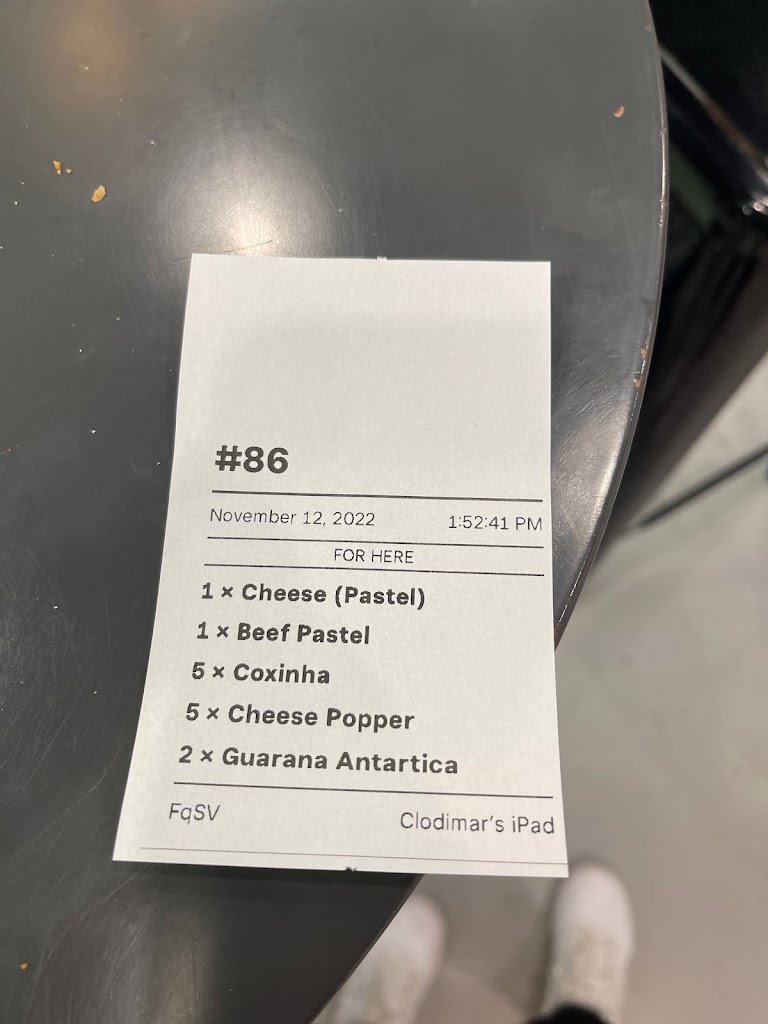 #86
November 12, 2022 1:52:41 PM
FOR HERE
1 × Cheese (Pastel)
1 × Beef Pastel
5 × Coxinha
5 × Cheese Popper
2 × Guarana Antartica
FqSV Clodimar's iPad